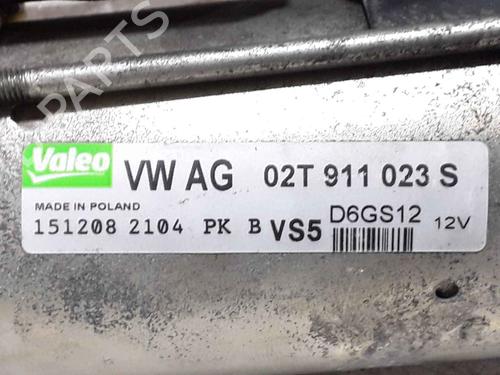 PARTS
Valeo VW AG 02T 911 023 S
MADE IN POLAND
151208 2104 PK B VS5 D6GS12 12V